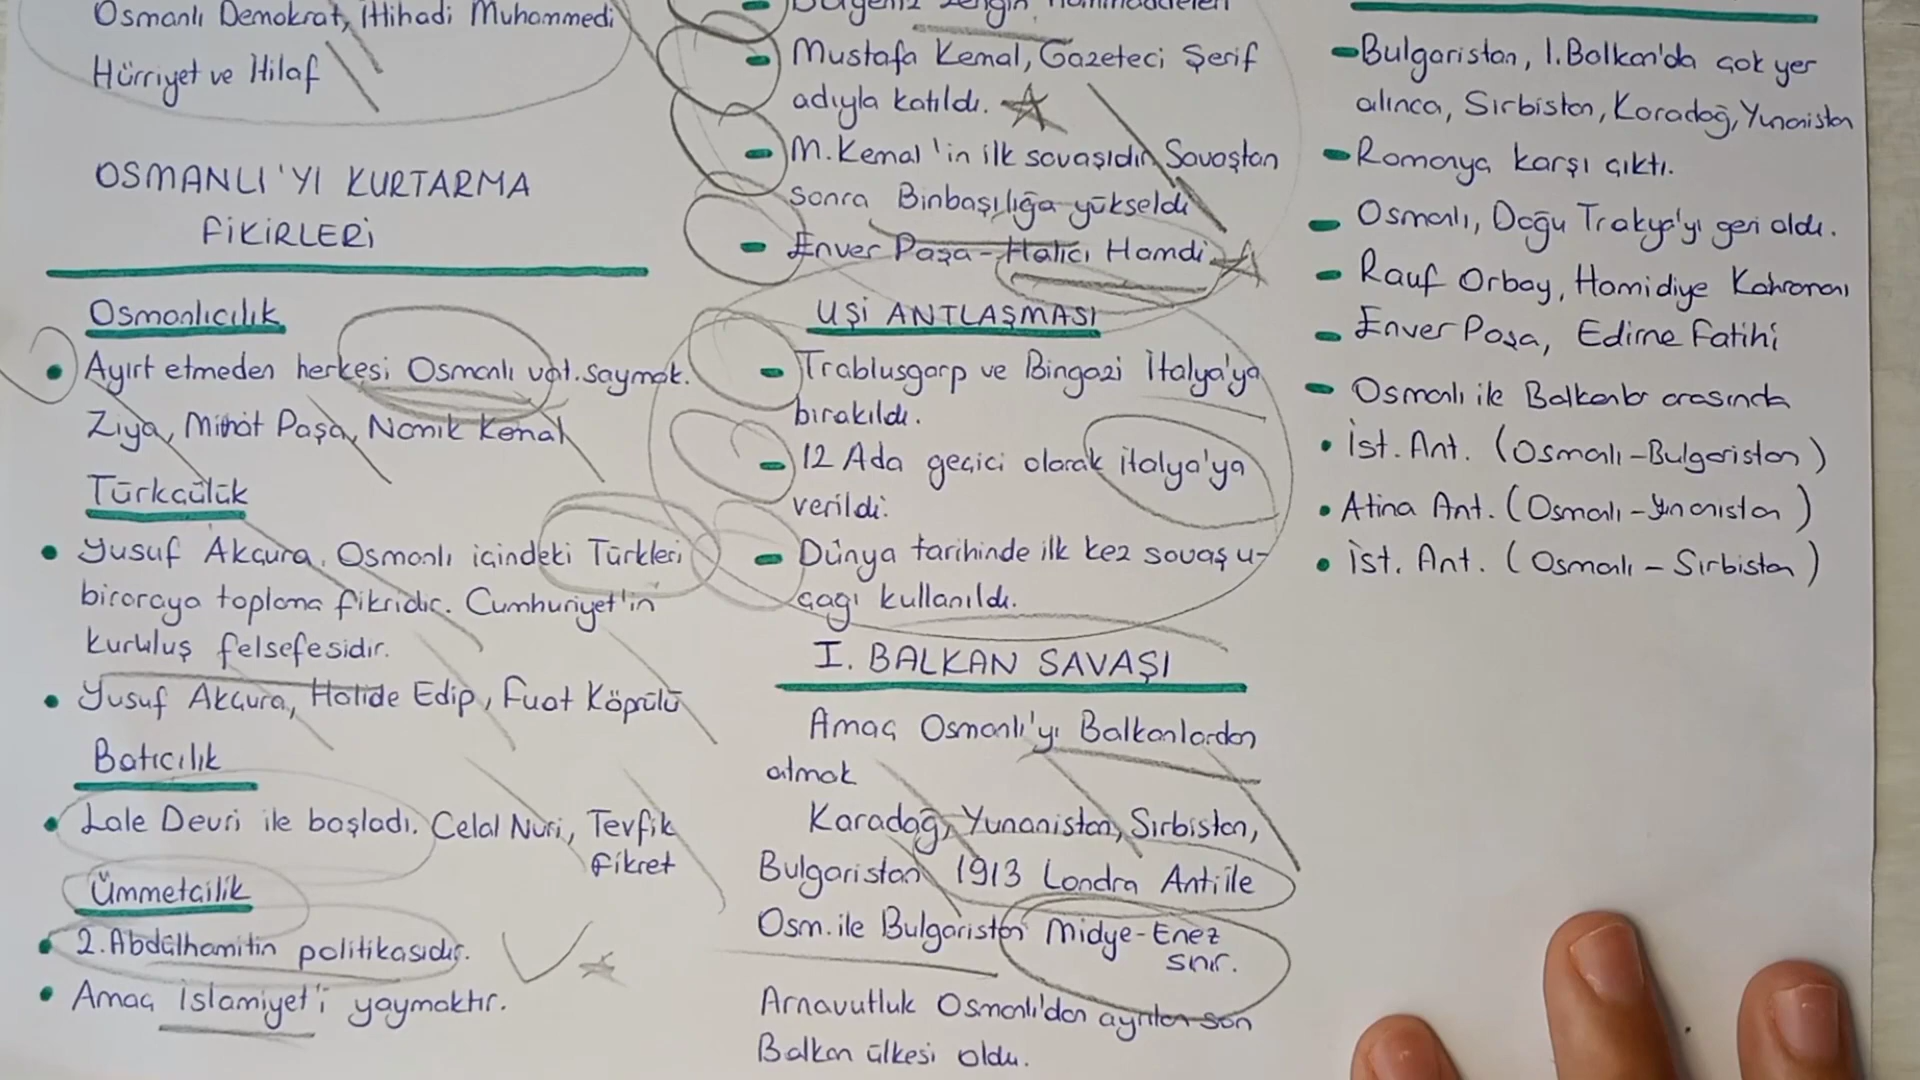 Osmanlı Demokrat, İttihadi Muhammedi
Hürriyet ve İtilaf
OSMANLI'YI KURTARMA
FİKİRLERİ
Osmanlıcılık
Ayırt etmeden herkesi Osmanlı vat. saymak.
Ziya, Mithat Paşa, Namık Kemal
Türkçülük
Yusuf Akçura, Osmanlı içindeki Türkleri
biraraya toplama fikridir. Cumhuriyet'in
kuruluş felsefesidir.
Yusuf Akçura, Halide Edip, Fuat Köprülü
Batıcılık
Lale Devri ile başladı. Celal Nuri, Tevfik
Fikret
Ümmetçilik
2. Abdülhamitin politikasıdır.
Amaç İslamiyet'i yaymaktır.
zengin
Mustafa Kemal, Gazeteci Şerif
adıyla katıldı.
M. Kemal'in ilk savaşıdır. Savaştan
sonra Binbaşılığa yükseldi
Enver Paşa - Halıcı Hamdi
UŞİ ANTLAŞMASI
Trablusgarp ve Bingazi İtalya'ya
bırakıldı.
12 Ada geçici olarak İtalya'ya
verildi.
Dünya tarihinde ilk kez savaş u-
çağı kullanıldı.
I. BALKAN SAVAŞI
Amaç Osmanlı'yı Balkanlardan
atmak
Karadağ, Yunanistan, Sırbistan,
Bulgaristan 1913 Londra Ant ile
Osm. ile Bulgaristan Midye-Enez
sınır.
Arnavutluk Osmanlı'dan ayrılan son
Balkan ülkesi oldu.
Bulgaristan, 1. Balkan'da çok yer
alınca, Sırbistan, Karadağ, Yunanistan
Romanya karşı çıktı.
Osmanlı, Doğu Trakya'yı geri aldı.
Rauf Orbay, Hamidiye Kahramanı
Enver Paşa, Edirne Fatihi
Osmanlı ile Balkanlar arasında
İst. Ant. (Osmanlı-Bulgaristan)
Atina Ant. (Osmanlı-Yunanistan)
İst. Ant. (Osmanlı - Sırbistan)